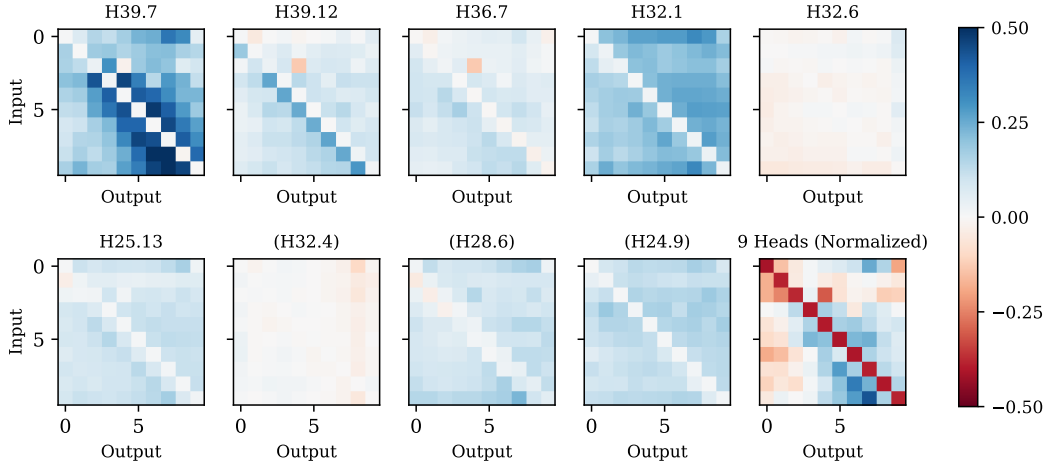 H39.7 H39.12 H36.7 H32.1 H32.6
0
5
Input
0.50
0.25
0.00
−0.25
−0.50
Output Output Output Output Output
H25.13 (H32.4) (H28.6) (H24.9) 9 Heads (Normalized)
0
5
Input
0 5 0 5 0 5 0 5 0 5
Output Output Output Output Output